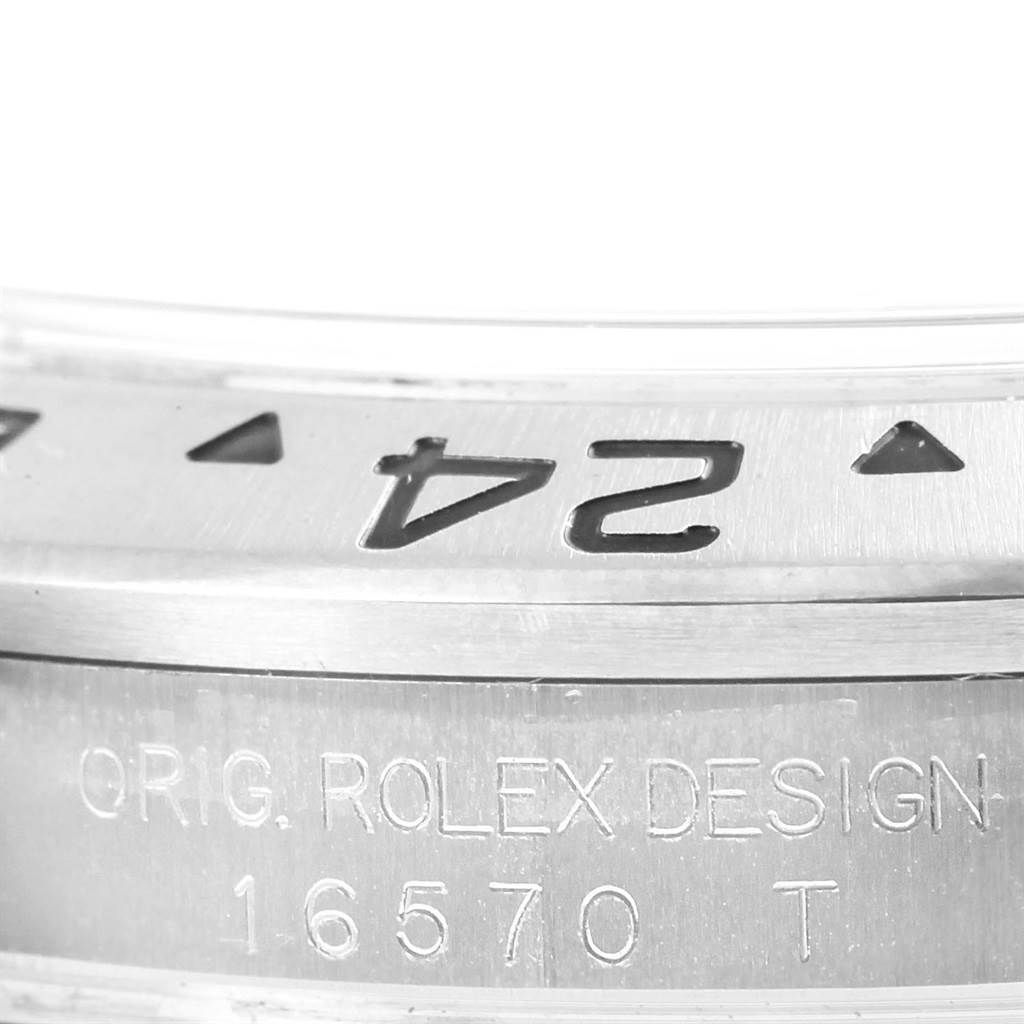 24
ORIG. ROLEX DESIGN
16570 T